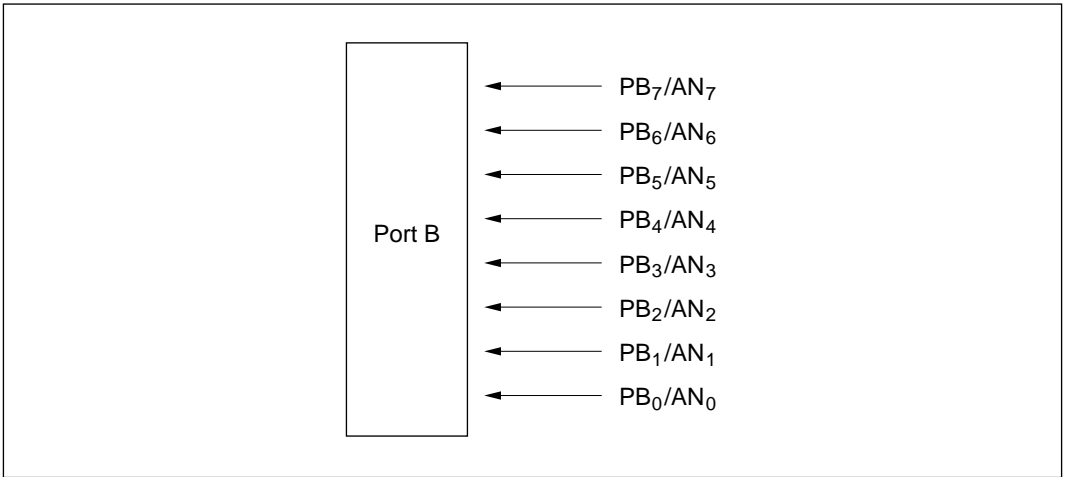 PB₇/AN₇
PB₆/AN₆
PB₅/AN₅
PB₄/AN₄
Port B
PB₃/AN₃
PB₂/AN₂
PB₁/AN₁
PB₀/AN₀